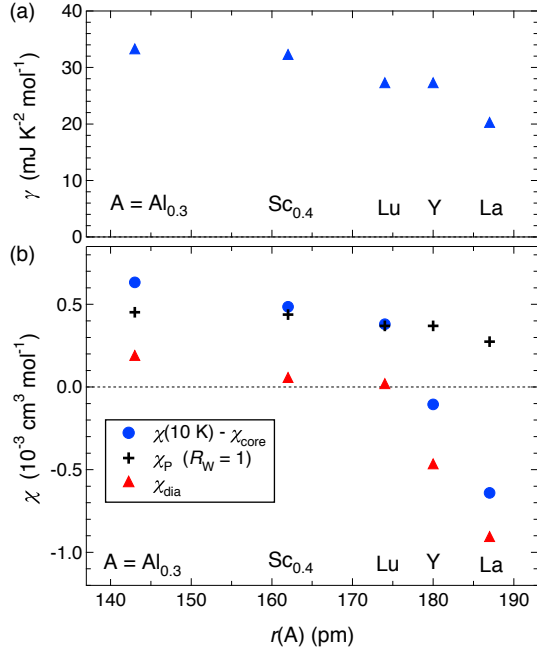 (a)
40
30
20
10
0
γ (mJ K⁻² mol⁻¹)
A = Al₀.₃ Sc₀.₄ Lu Y La
(b)
0.5
0.0
-0.5
-1.0
χ (10⁻³ cm³ mol⁻¹)
χ(10 K) - χcore
χP (RW = 1)
χdia
A = Al₀.₃ Sc₀.₄ Lu Y La
140 150 160 170 180 190
r(A) (pm)